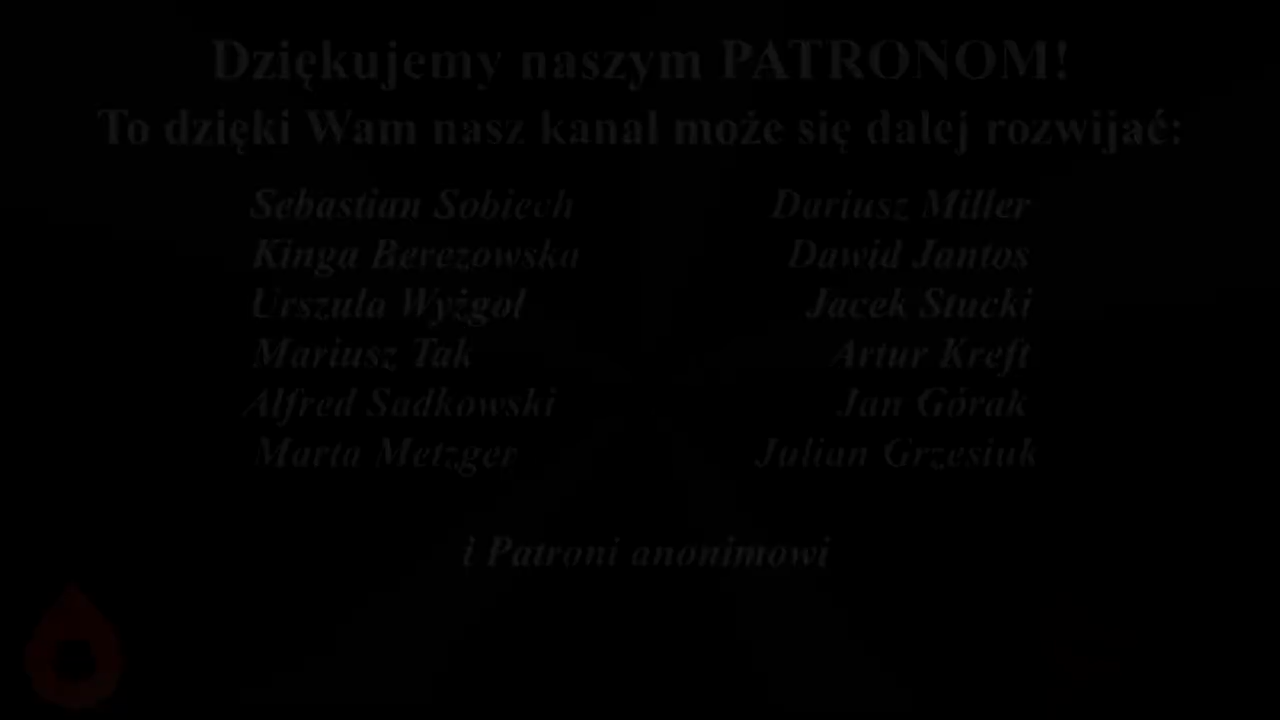 Dziękujemy naszym PATRONOM!
To dzięki Wam nasz kanał może się dalej rozwijać:
Sebastian Sobiech
Kinga Berezowska
Urszula Wyżgoł
Mariusz Tak
Alfred Sadkowski
Marta Metzger
Dariusz Miller
Dawid Jantos
Jacek Stucki
Artur Kreft
Jan Górak
Julian Grzesiuk
i Patroni anonimowi